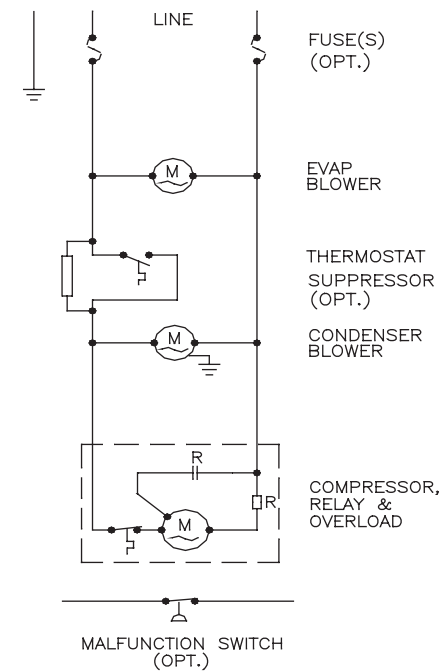 LINE
FUSE(S)
(OPT.)
M
EVAP
BLOWER
THERMOSTAT
SUPPRESSOR
(OPT.)
M
CONDENSER
BLOWER
R
R
M
COMPRESSOR,
RELAY &
OVERLOAD
MALFUNCTION SWITCH
(OPT.)